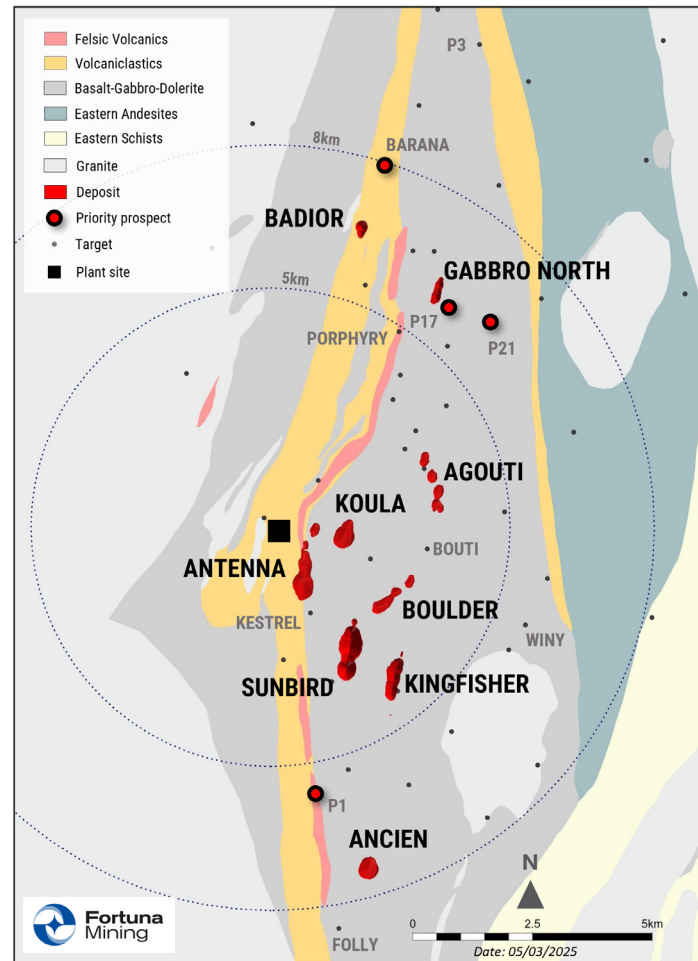 Felsic Volcanics
Volcaniclastics
Basalt-Gabbro-Dolerite
Eastern Andesites
Eastern Schists
Granite
Deposit
Priority prospect
Target
Plant site
P3
8km
BARANA
BADIOR
5km
GABBRO NORTH
P17
PORPHYRY
P21
AGOUTI
KOULA
BOUTI
ANTENNA
BOULDER
KESTREL
WINY
SUNBIRD
KINGFISHER
P1
ANCIEN
N
Fortuna
Mining
FOLLY
0 2.5 5km
Date: 05/03/2025